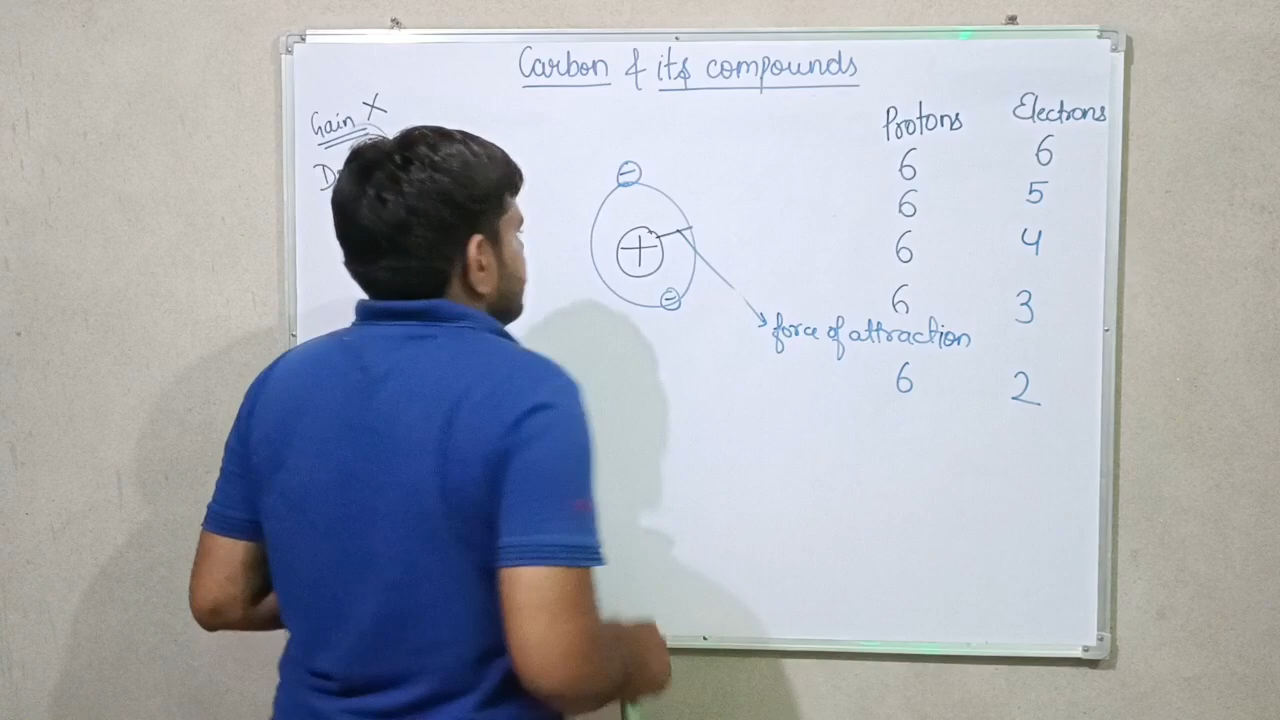 Carbon & its compounds
Gain X
Protons Electrons
6 6
6 5
6 4
6 3
force of attraction
6 2
- 
+
-